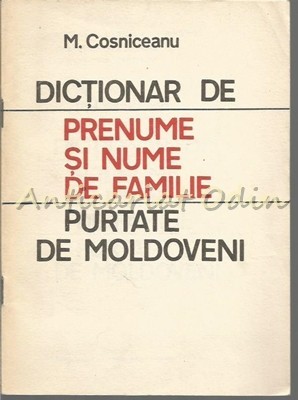 M. Cosniceanu
DICȚIONAR DE
PRENUME
ȘI NUME
DE FAMILIE
Anticariat Odin
PURTATE
DE MOLDOVENI